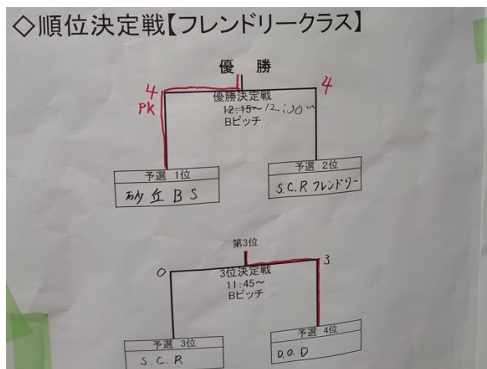 ◇順位決定戦【フレンドリークラス】
優 勝
4 4
PK
優勝決定戦
12:15~12:00~
Bピッチ
予選 1位 予選 2位
砂丘BS S.C.Rフレンドリー
第3位
0 3
3位決定戦
11:45~
Bピッチ
予選 3位 予選 4位
S.C.R D.O.D